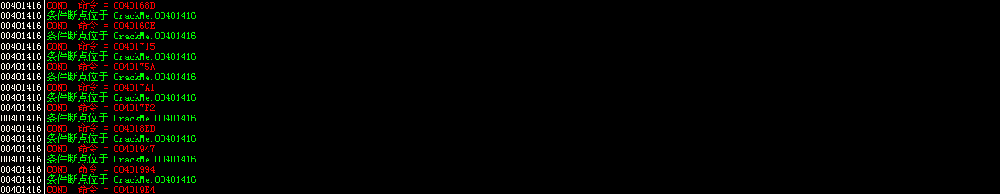 00401416 COND: 命令 = 0040168D
00401416 条件断点位于 CrackMe.00401416
00401416 COND: 命令 = 004016CE
00401416 条件断点位于 CrackMe.00401416
00401416 COND: 命令 = 00401715
00401416 条件断点位于 CrackMe.00401416
00401416 COND: 命令 = 0040175A
00401416 条件断点位于 CrackMe.00401416
00401416 COND: 命令 = 004017A1
00401416 条件断点位于 CrackMe.00401416
00401416 COND: 命令 = 004017F2
00401416 条件断点位于 CrackMe.00401416
00401416 COND: 命令 = 004018ED
00401416 条件断点位于 CrackMe.00401416
00401416 COND: 命令 = 00401947
00401416 条件断点位于 CrackMe.00401416
00401416 COND: 命令 = 00401994
00401416 条件断点位于 CrackMe.00401416
00401416 COND: 命令 = 004019E4